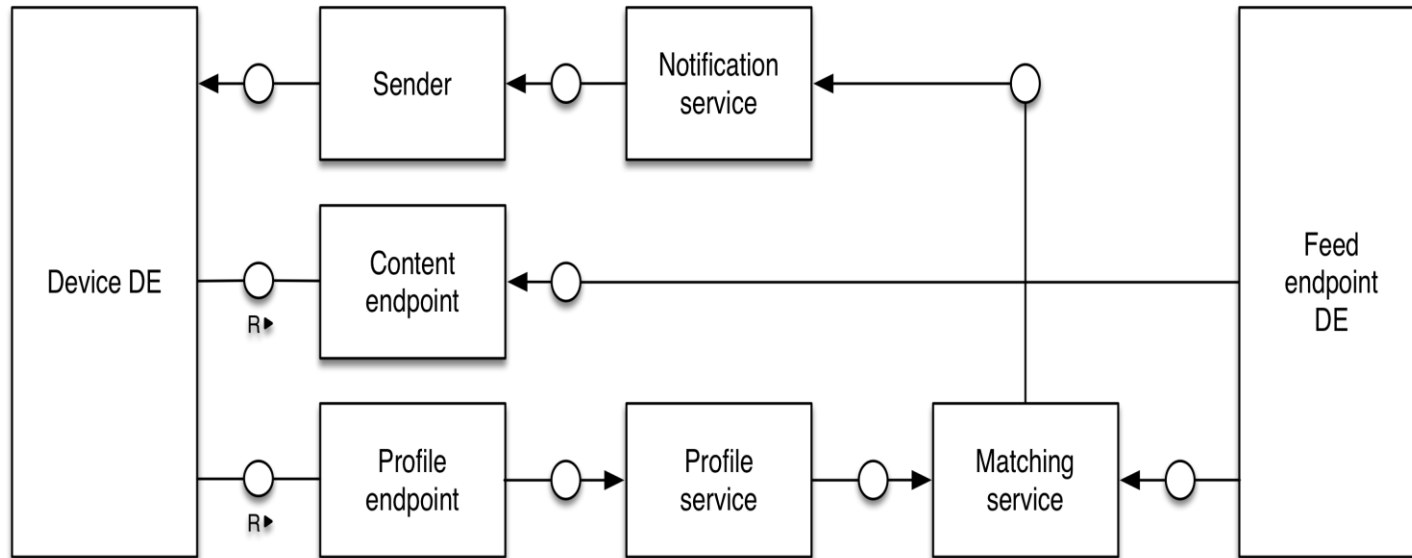 Sender
Notification
service
Device DE
Content
endpoint
Feed
endpoint
DE
R
Profile
endpoint
Profile
service
Matching
service
R